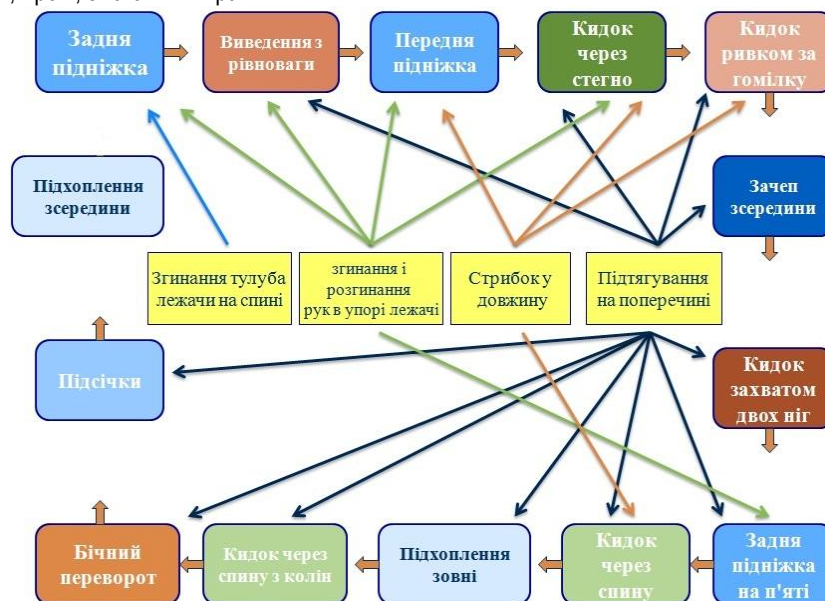 Задня
підніжка
Виведення з
рівноваги
Передня
підніжка
Кидок
через
стегно
Кидок
ривком за
гомілку
Підхоплення
зсередини
Зачеп
зсередини
Згинання тулуба
лежачи на спині
згинання і
розгинання
рук в упорі лежачі
Стрибок у
довжину
Підтягування
на поперечині
Підсічки
Кидок
захватом
двох ніг
Бічний
переворот
Кидок через
спину з колін
Підхоплення
зовні
Кидок
через
спину
Задня
підніжка
на п'яті